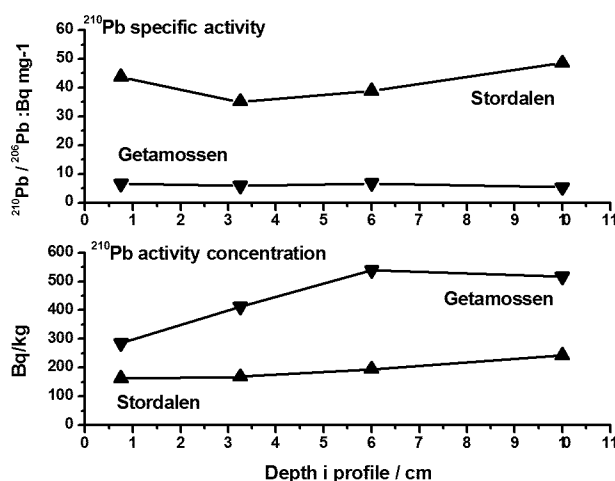 ²¹⁰Pb specific activity
²¹⁰Pb / ²⁰⁶Pb :Bq mg-1
60
50
40
30
20
10
0
Stordalen
Getamossen
0 1 2 3 4 5 6 7 8 9 10 11
²¹⁰Pb activity concentration
Bq/kg
600
500
400
300
200
100
0
Getamossen
Stordalen
0 1 2 3 4 5 6 7 8 9 10 11
Depth i profile / cm